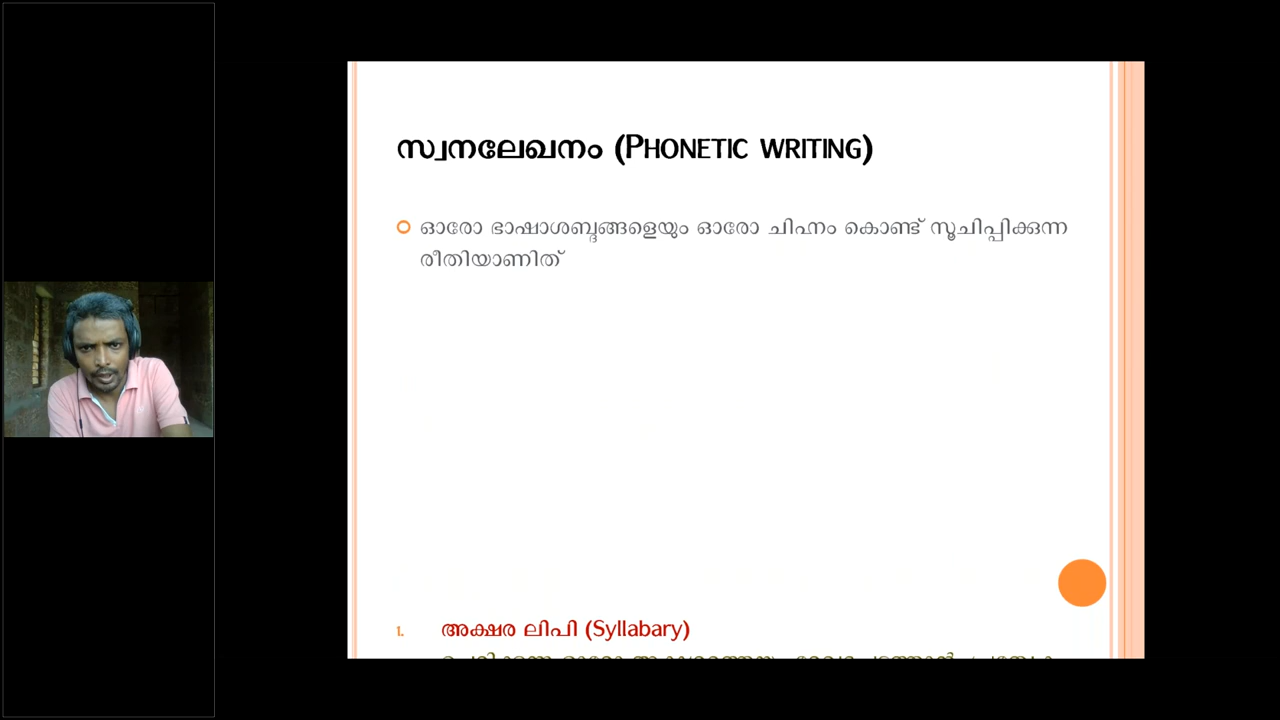 സ്വനലേഖനം (PHONETIC WRITING)
ഓരോ ഭാഷാശബ്ദങ്ങളെയും ഓരോ ചിഹ്നം കൊണ്ട് സൂചിപ്പിക്കുന്ന
രീതിയാണിത്
1. അക്ഷര ലിപി (Syllabary)